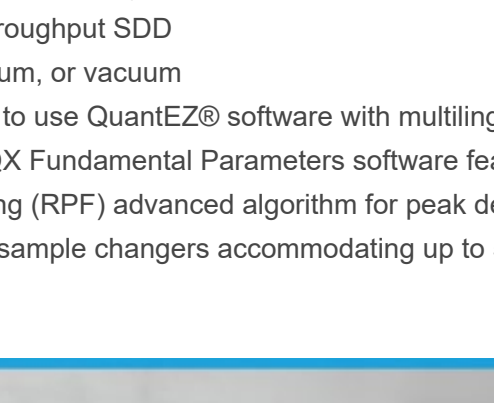 roughput SDD
um, or vacuum
to use QuantEZ® software with multiling
X Fundamental Parameters software fea
ng (RPF) advanced algorithm for peak de
sample changers accommodating up to